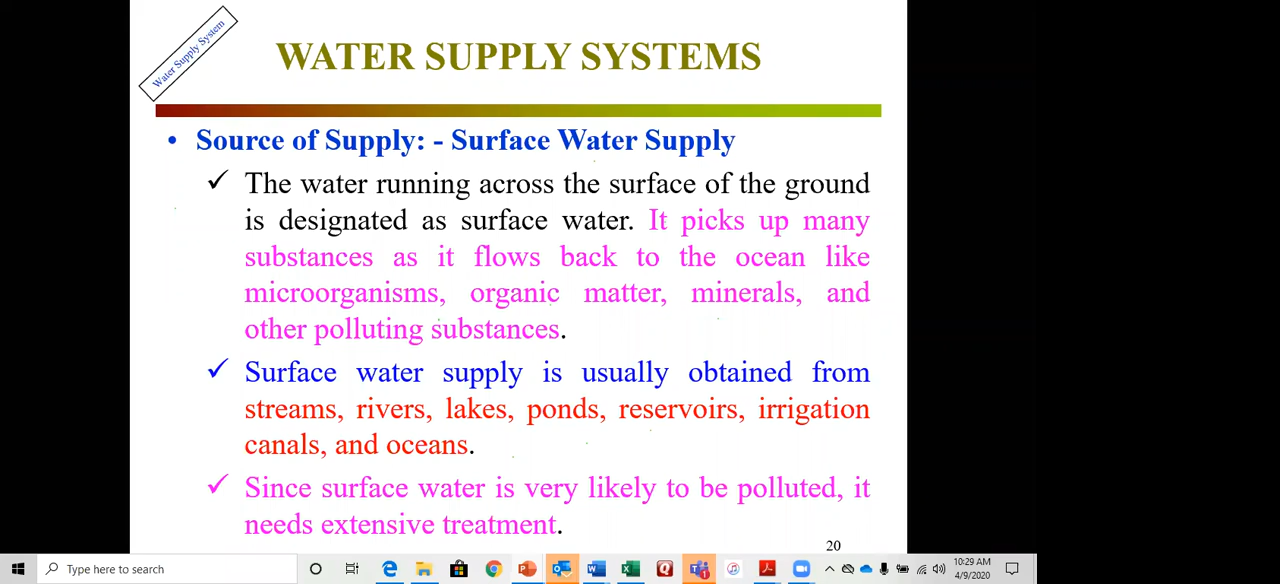 Water Supply System
WATER SUPPLY SYSTEMS
• Source of Supply: - Surface Water Supply
✓ The water running across the surface of the ground
is designated as surface water. It picks up many
substances as it flows back to the ocean like
microorganisms, organic matter, minerals, and
other polluting substances.
✓ Surface water supply is usually obtained from
streams, rivers, lakes, ponds, reservoirs, irrigation
canals, and oceans.
✓ Since surface water is very likely to be polluted, it
needs extensive treatment.
20
Type here to search
10:29 AM
4/9/2020